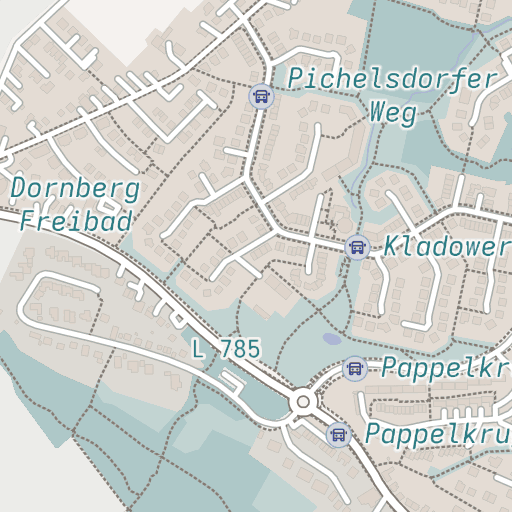 Pichelsdorfer
Weg
Dornberg
Freibad
Kladower
L 785
Pappelkr
Pappelkru